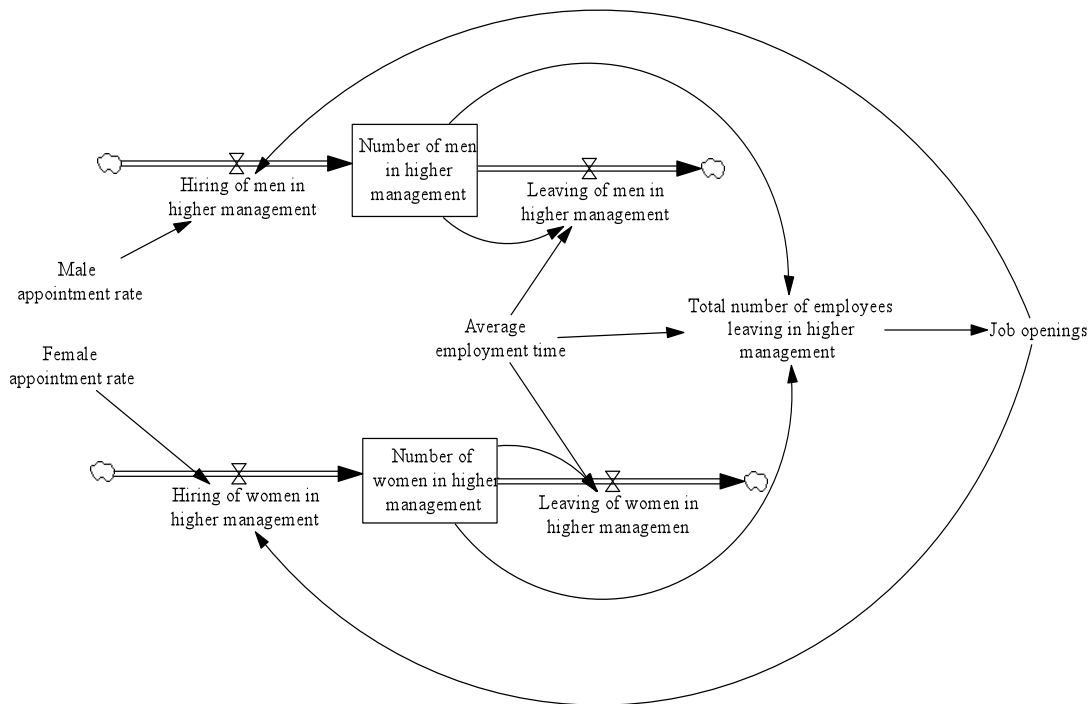 Number of men
in higher
management
Hiring of men in
higher management
Leaving of men in
higher management
Male
appointment rate
Total number of employees
leaving in higher
management
Job openings
Average
employment time
Female
appointment rate
Number of
women in higher
management
Hiring of women in
higher management
Leaving of women in
higher managemen